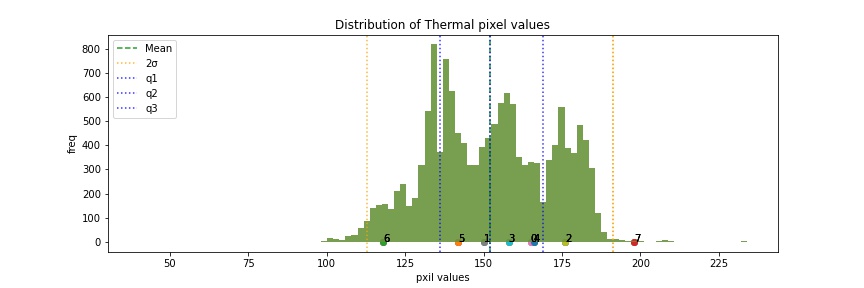 Distribution of Thermal pixel values
Mean
2σ
q1
q2
q3
freq
800
700
600
500
400
300
200
100
0
6 5 1 3 0 4 2 7
50 75 100 125 150 175 200 225
pxil values